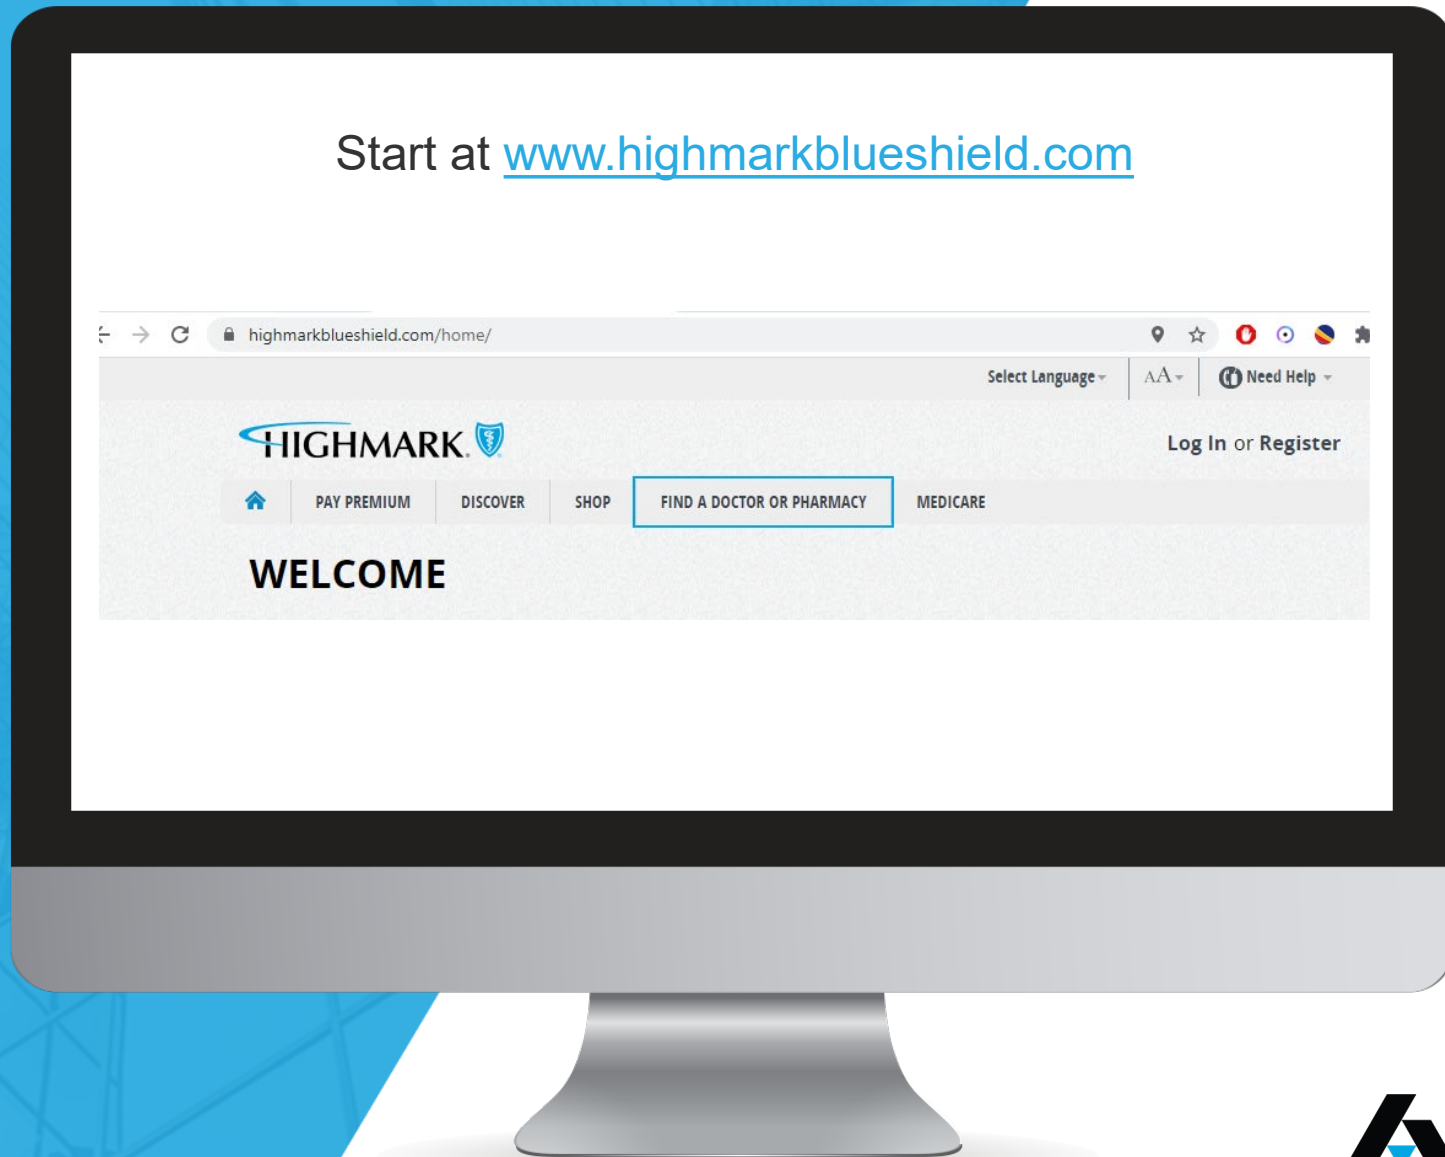 Start at www.highmarkblueshield.com
highmarkblueshield.com/home/
Select Language AA Need Help
HIGHMARK.
Log In or Register
PAY PREMIUM DISCOVER SHOP FIND A DOCTOR OR PHARMACY MEDICARE
WELCOME